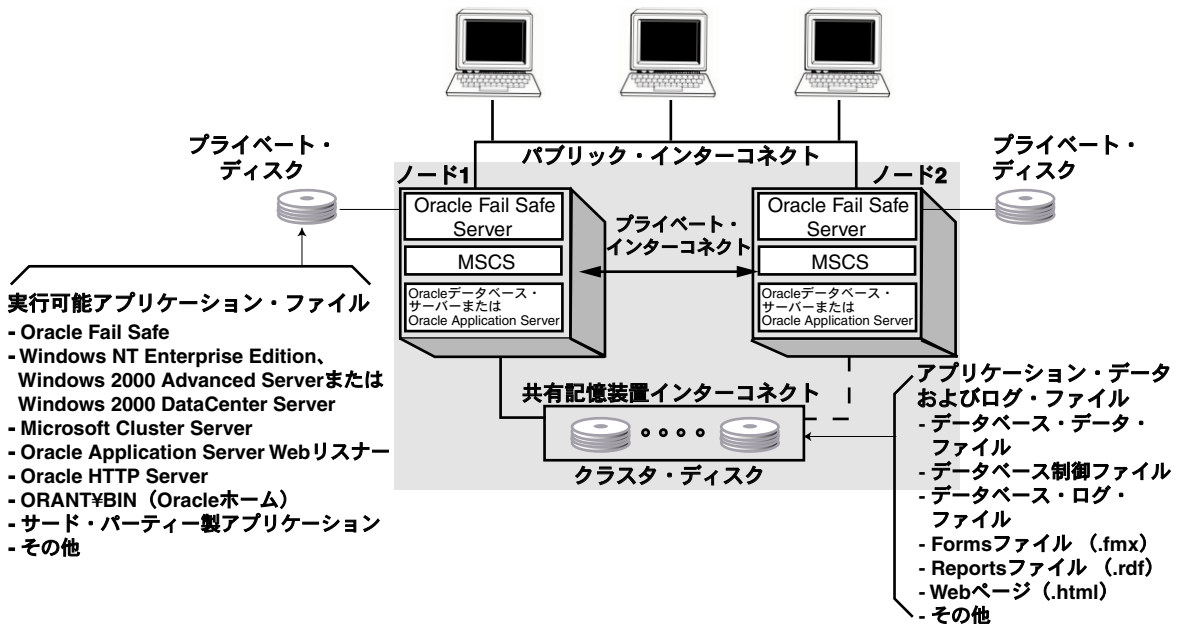 プライベート・
ディスク
パブリック・インターコネクト
プライベート・
ディスク
ノード1
ノード2
Oracle Fail Safe
Server
MSCS
Oracleデータベース・
サーバーまたは
Oracle Application Server
プライベート・
インターコネクト
Oracle Fail Safe
Server
MSCS
Oracleデータベース・
サーバーまたは
Oracle Application Server
実行可能アプリケーション・ファイル
- Oracle Fail Safe
- Windows NT Enterprise Edition、
Windows 2000 Advanced Serverまたは
Windows 2000 DataCenter Server
- Microsoft Cluster Server
- Oracle Application Server Webリスナー
- Oracle HTTP Server
- ORANT¥BIN（Oracleホーム）
- サード・パーティー製アプリケーション
- その他
共有記憶装置インターコネクト
クラスタ・ディスク
アプリケーション・データ
およびログ・ファイル
- データベース・データ・
ファイル
- データベース制御ファイル
- データベース・ログ・
ファイル
- Formsファイル （.fmx）
- Reportsファイル （.rdf）
- Webページ（.html）
- その他